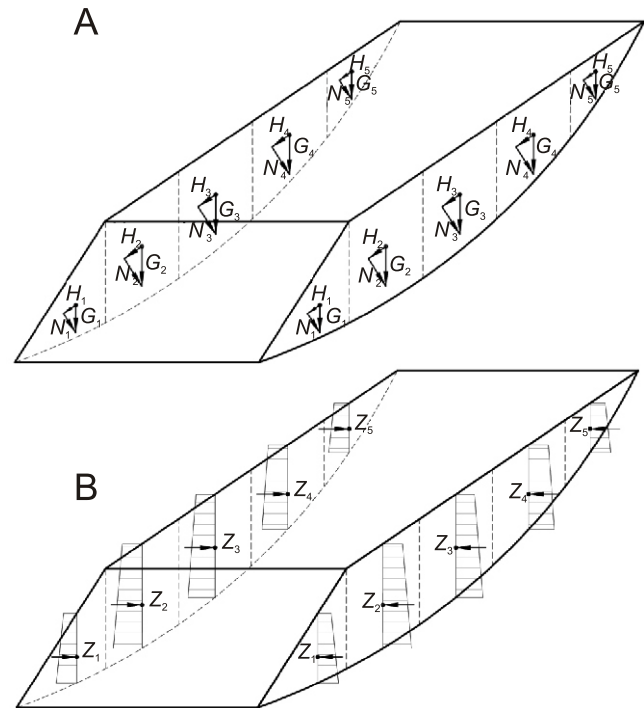 A
H₅
N₅ G₅
H₅
N₅ G₅
H₄
N₄ G₄
H₄
N₄ G₄
H₃
N₃ G₃
H₃
N₃ G₃
H₂
N₂ G₂
H₂
N₂ G₂
H₁
N₁ G₁
H₁
N₁ G₁
B
Z₅
Z₅
Z₄
Z₄
Z₃
Z₃
Z₂
Z₂
Z₁
Z₁